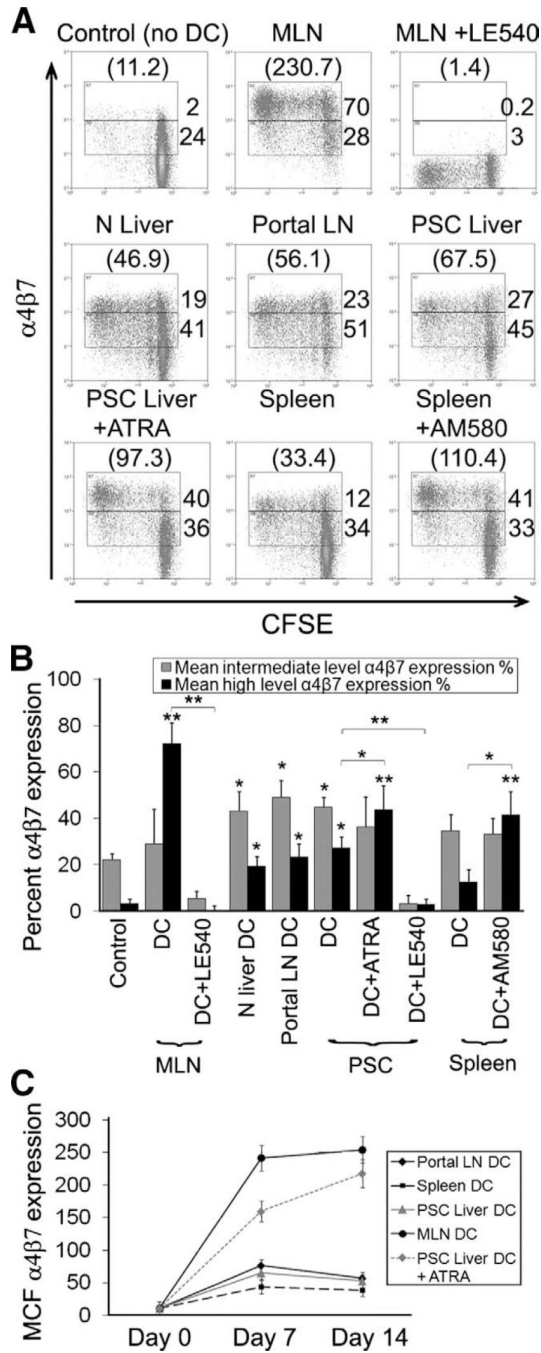 A
Control (no DC)
MLN
MLN +LE540
(11.2)
(230.7)
(1.4)
2
24
70
28
0.2
3
N Liver
Portal LN
PSC Liver
(46.9)
(56.1)
(67.5)
19
41
23
51
27
45
PSC Liver
+ATRA
Spleen
Spleen
+AM580
(97.3)
(33.4)
(110.4)
40
36
12
34
41
33
α4β7
CFSE
B
Mean intermediate level α4β7 expression %
Mean high level α4β7 expression %
Percent α4β7 expression
100
80
60
40
20
0
**
**
*
*
*
*
*
*
*
**
**
*
**
Control
DC
DC+LE540
N liver DC
Portal LN DC
DC
DC+ATRA
DC+LE540
DC
DC+AM580
MLN
PSC
Spleen
C
MCF α4β7 expression
300
250
200
150
100
50
0
Day 0
Day 7
Day 14
Portal LN DC
Spleen DC
PSC Liver DC
MLN DC
PSC Liver DC
+ ATRA